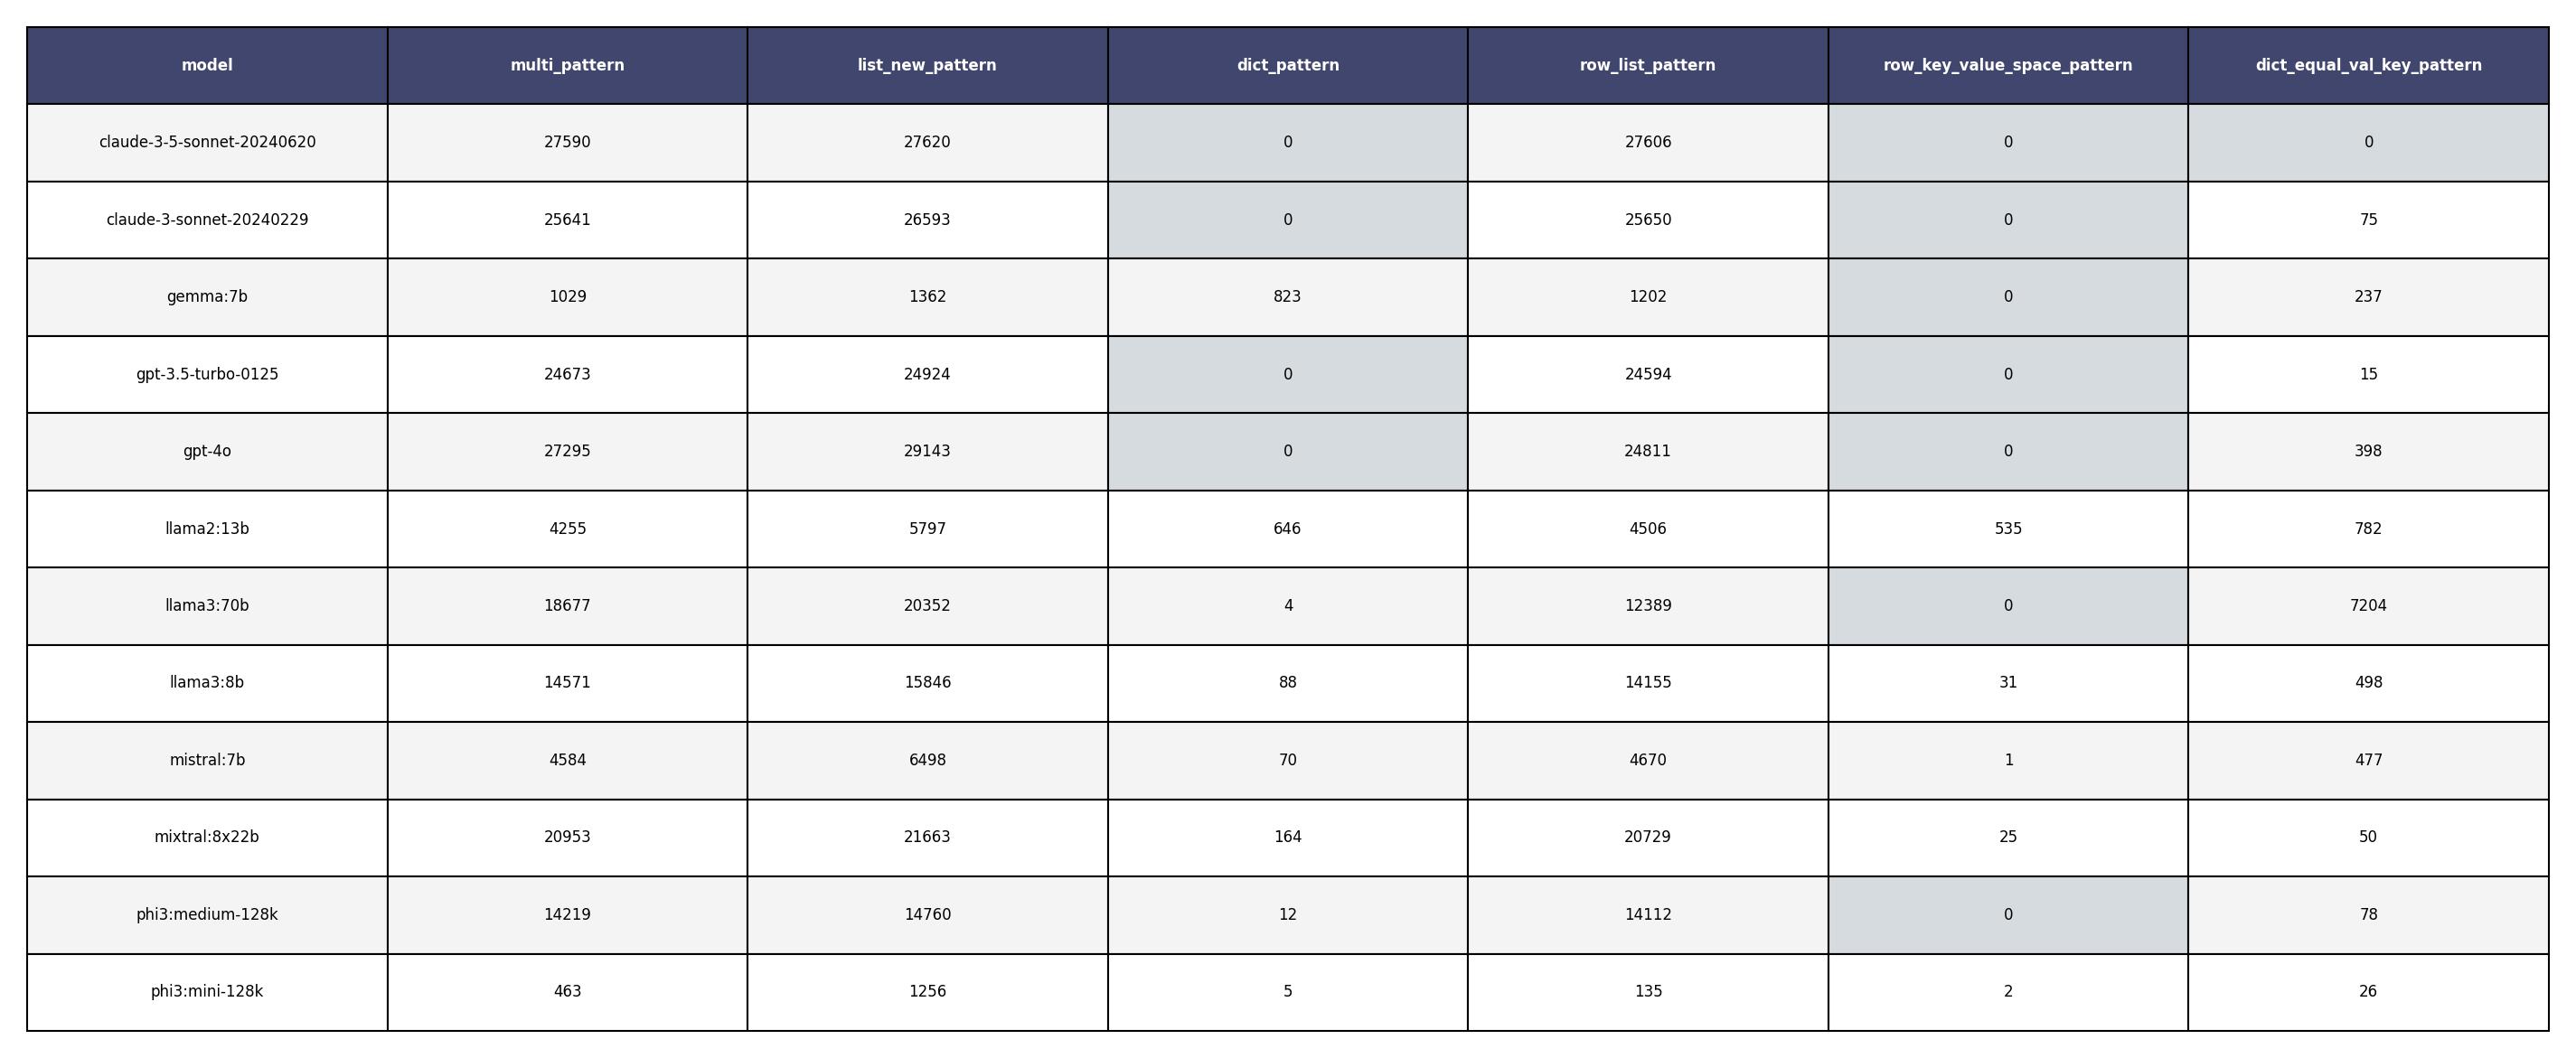 model multi_pattern list_new_pattern dict_pattern row_list_pattern row_key_value_space_pattern dict_equal_val_key_pattern
claude-3-5-sonnet-20240620 27590 27620 0 27606 0 0
claude-3-sonnet-20240229 25641 26593 0 25650 0 75
gemma:7b 1029 1362 823 1202 0 237
gpt-3.5-turbo-0125 24673 24924 0 24594 0 15
gpt-4o 27295 29143 0 24811 0 398
llama2:13b 4255 5797 646 4506 535 782
llama3:70b 18677 20352 4 12389 0 7204
llama3:8b 14571 15846 88 14155 31 498
mistral:7b 4584 6498 70 4670 1 477
mixtral:8x22b 20953 21663 164 20729 25 50
phi3:medium-128k 14219 14760 12 14112 0 78
phi3:mini-128k 463 1256 5 135 2 26